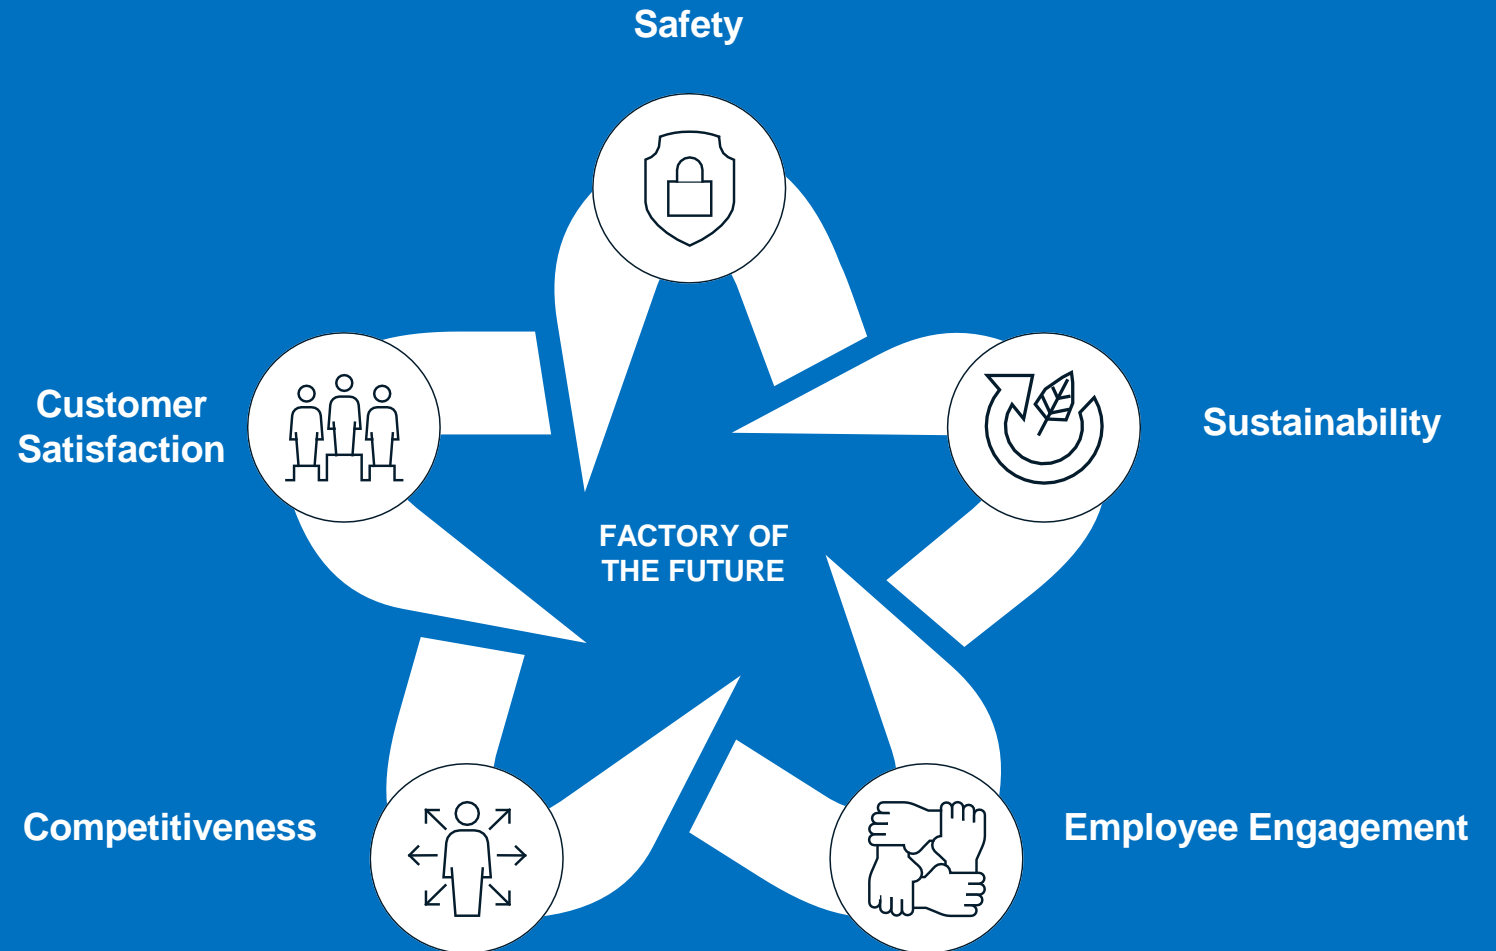 Safety
Customer
Satisfaction
Sustainability
FACTORY OF
THE FUTURE
Competitiveness
Employee Engagement